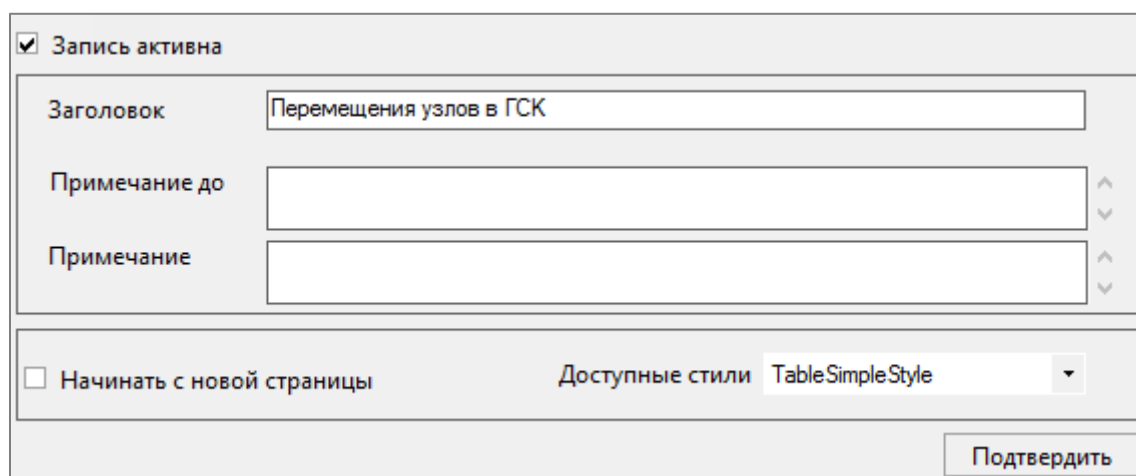 Запись активна
Заголовок Перемещения узлов в ГСК
Примечание до
Примечание
Начинать с новой страницы Доступные стили TableSimpleStyle
Подтвердить